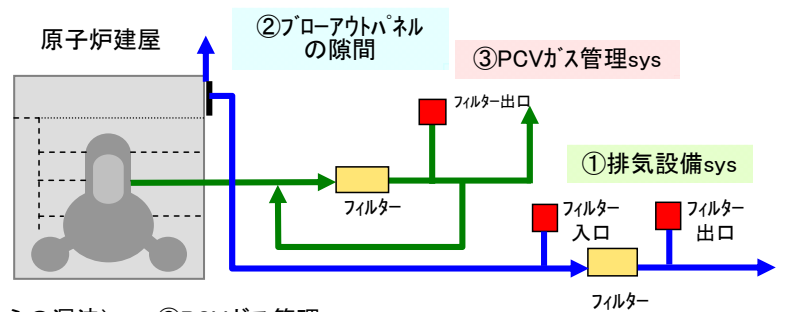 原子炉建屋
②ﾌﾞﾛｰｱｳﾄﾊﾟﾈﾙ
の隙間
③PCVｶﾞｽ管理sys
ﾌｨﾙﾀｰ出口
①排気設備sys
ﾌｨﾙﾀｰ
ﾌｨﾙﾀｰ
入口
ﾌｨﾙﾀｰ
出口
ﾌｨﾙﾀｰ